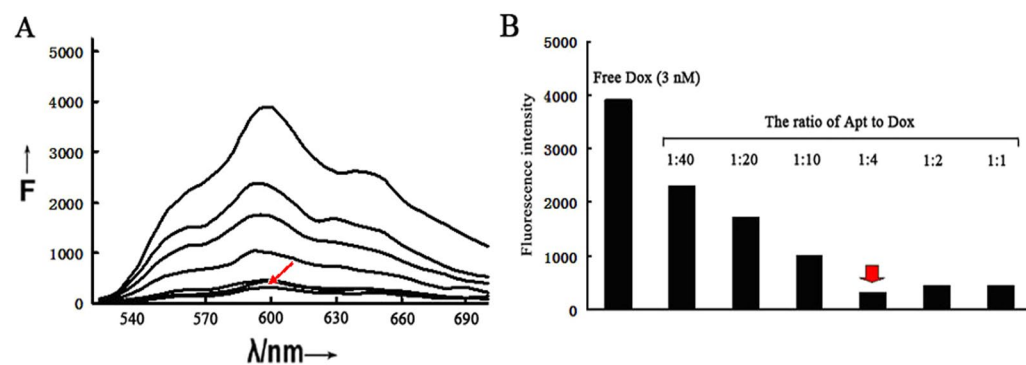 A
5000
4000
3000
2000
1000
0
F
540 570 600 630 660 690
λ/nm
B
5000
4000
3000
2000
1000
0
Fluorescence intensity
Free Dox (3 nM)
The ratio of Apt to Dox
1:40 1:20 1:10 1:4 1:2 1:1